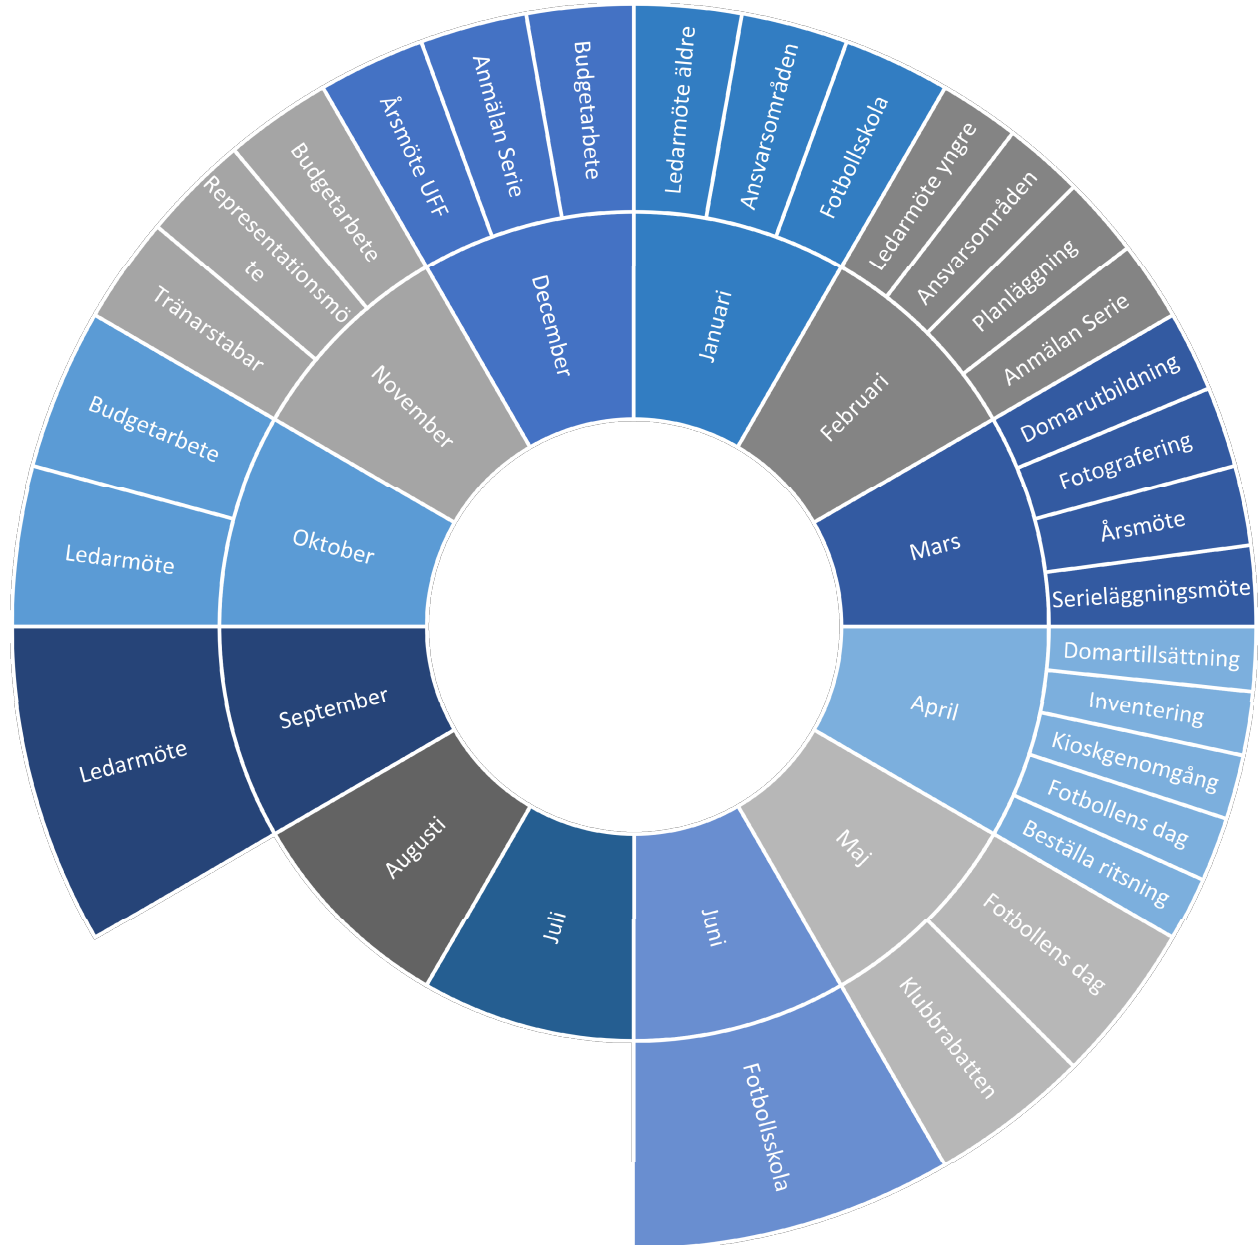 Januari
Ledarmöte äldre
Ansvarsområden
Fotbollsskola
Februari
Ledarmöte yngre
Ansvarsområden
Planläggning
Anmälan Serie
Mars
Domarutbildning
Fotografering
Årsmöte
Serieläggningsmöte
April
Domartillsättning
Inventering
Kioskgenomgång
Fotbollens dag
Beställa ritsning
Maj
Fotbollens dag
Klubbrabatten
Juni
Fotbollsskola
Juli
Augusti
September
Ledarmöte
Oktober
Ledarmöte
Budgetarbete
November
Tränarstabar
Representationsmö
te
Budgetarbete
December
Årsmöte UFF
Anmälan Serie
Budgetarbete